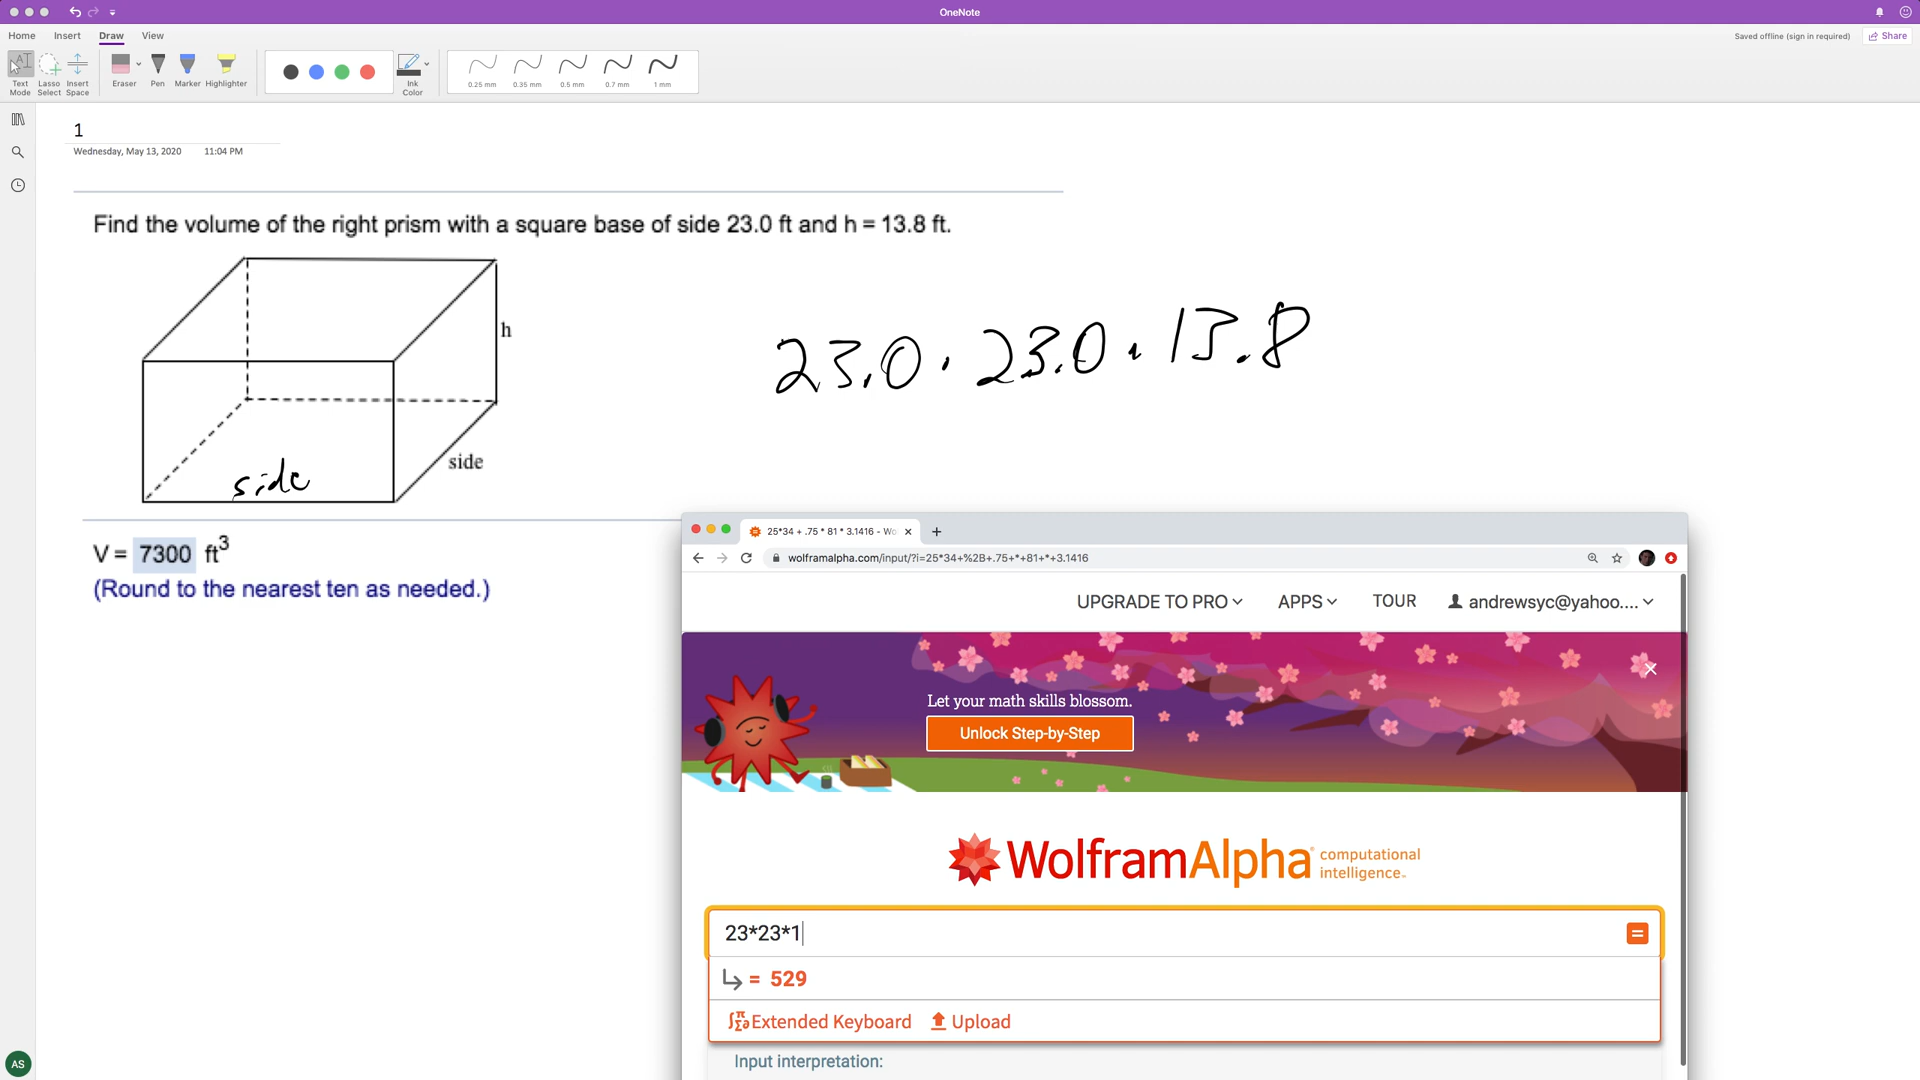 OneNote
Home Insert Draw View
Saved offline (sign in required) Share
Text Mode
Lasso Select
Insert Space
Eraser
Pen
Marker
Highlighter
Ink Color
0.25 mm 0.35 mm 0.5 mm 0.7 mm 1 mm
1
Wednesday, May 13, 2020 11:04 PM
Find the volume of the right prism with a square base of side 23.0 ft and h = 13.8 ft.
h
side
side
23.0 · 23.0 · 13.8
V = 7300 ft³
(Round to the nearest ten as needed.)
25*34 + .75 * 81 * 3.1416 - Wo
wolframalpha.com/input/?i=25*34+%2B+.75+*+81+*+3.1416
UPGRADE TO PRO APPS TOUR andrewsyc@yahoo....
Let your math skills blossom.
Unlock Step-by-Step
WolframAlpha computational intelligence™
23*23*1
= 529
Extended Keyboard Upload
Input interpretation:
AS